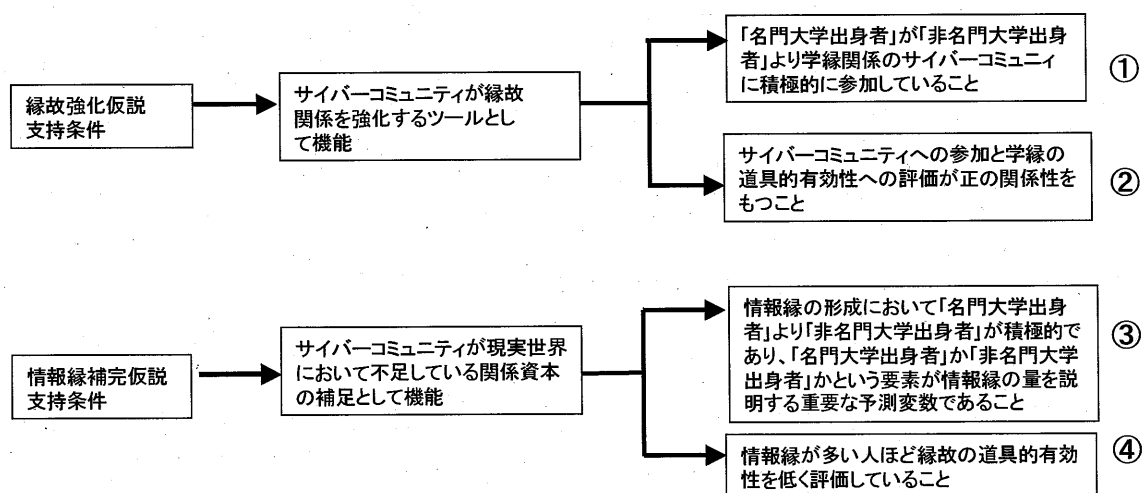 縁故強化仮説
支持条件
サイバーコミュニティが縁故
関係を強化するツールとし
て機能
「名門大学出身者」が「非名門大学出身
者」より学縁関係のサイバーコミュニィ
に積極的に参加していること
①
サイバーコミュニティへの参加と学縁の
道具的有効性への評価が正の関係性を
もつこと
②
情報縁補完仮説
支持条件
サイバーコミュニティが現実世界
において不足している関係資本
の補足として機能
情報縁の形成において「名門大学出身
者」より「非名門大学出身者」が積極的で
あり、「名門大学出身者」か「非名門大学
出身者」かという要素が情報縁の量を説
明する重要な予測変数であること
③
情報縁が多い人ほど縁故の道具的有効
性を低く評価していること
④